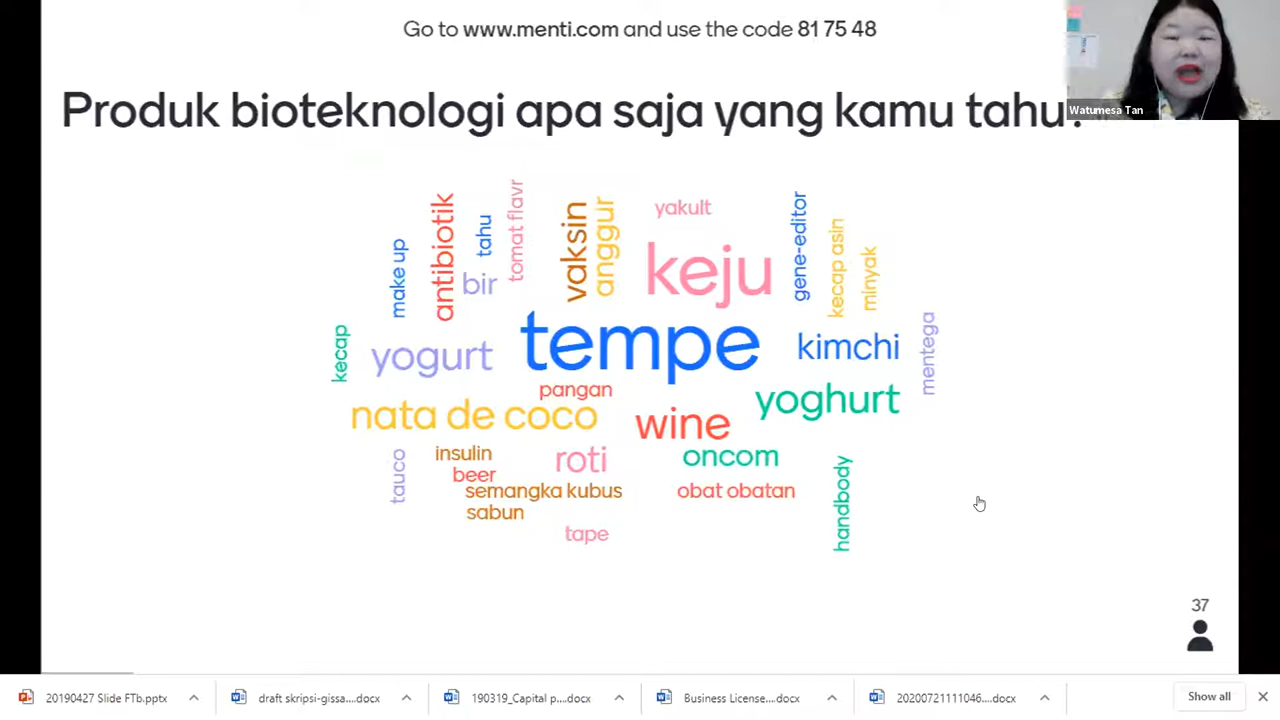 Go to www.menti.com and use the code 81 75 48
Watumesa Tan
Produk bioteknologi apa saja yang kamu tahu?
make up
antibiotik
tahu
bir
tomat flavr
vaksin
anggur
yakult
keju
gene-editor
kecap asin
minyak
kecap
yogurt
tempe
kimchi
mentega
pangan
nata de coco
wine
yoghurt
tauco
insulin
beer
roti
oncom
semangka kubus
obat obatan
sabun
tape
handbody
37
20190427 Slide FTb.pptx
draft skripsi-gissa....docx
190319_Capital p....docx
Business License....docx
20200721111046....docx
Show all